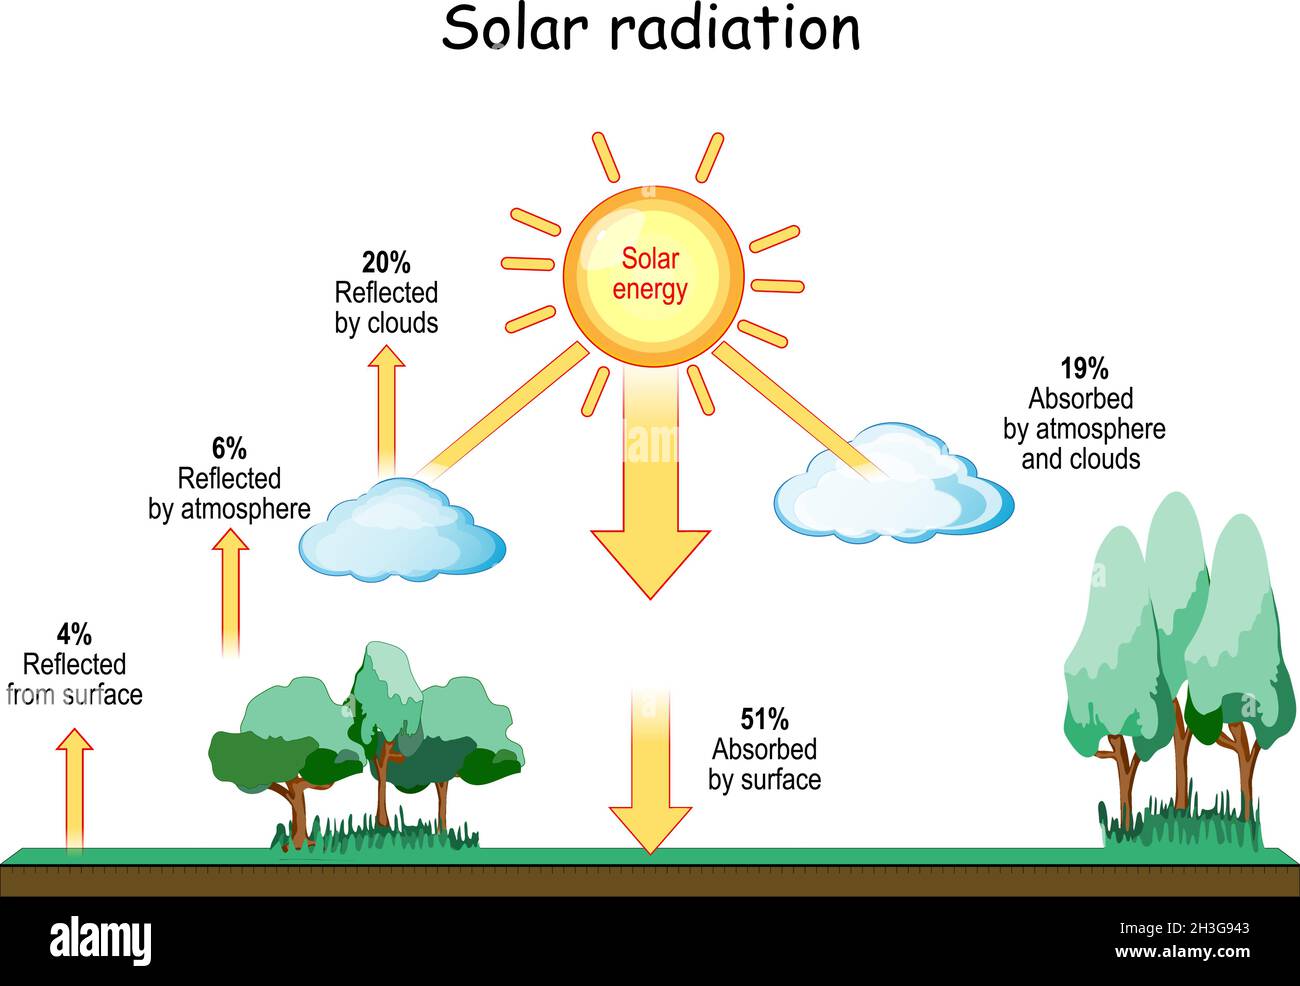 Solar radiation
Solar
energy
20%
Reflected
by clouds
19%
Absorbed
by atmosphere
and clouds
6%
Reflected
by atmosphere
4%
Reflected
from surface
51%
Absorbed
by surface
a
a
a
a
alamy
Image ID: 2H3G943
www.alamy.com